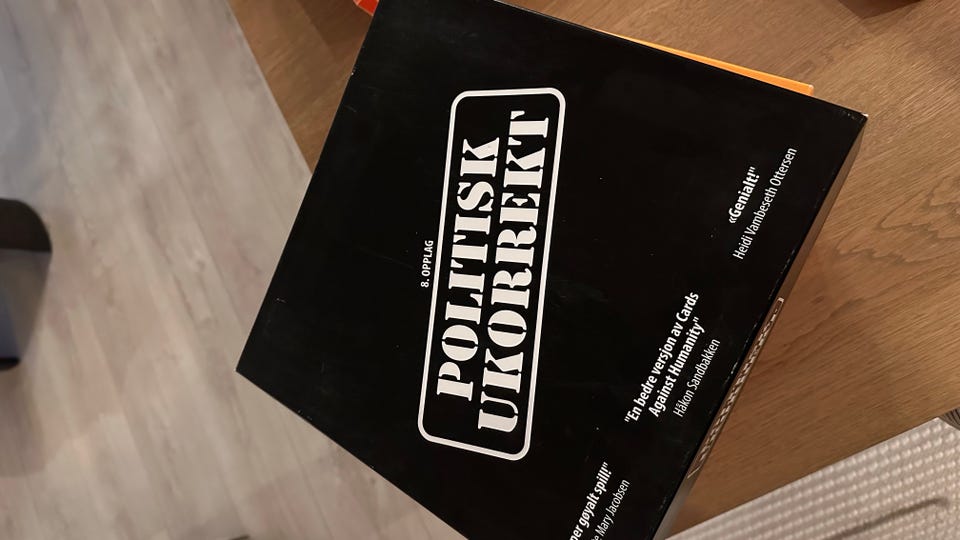 8. OPPLAG
POLITISK
UKORREKT
gøyalt spill!"
Mary Jacobsen
"En bedre versjon av Cards
Against Humanity"
Håkon Sandbakken
«Genialt!"
Heidi Vambeseth Ottersen